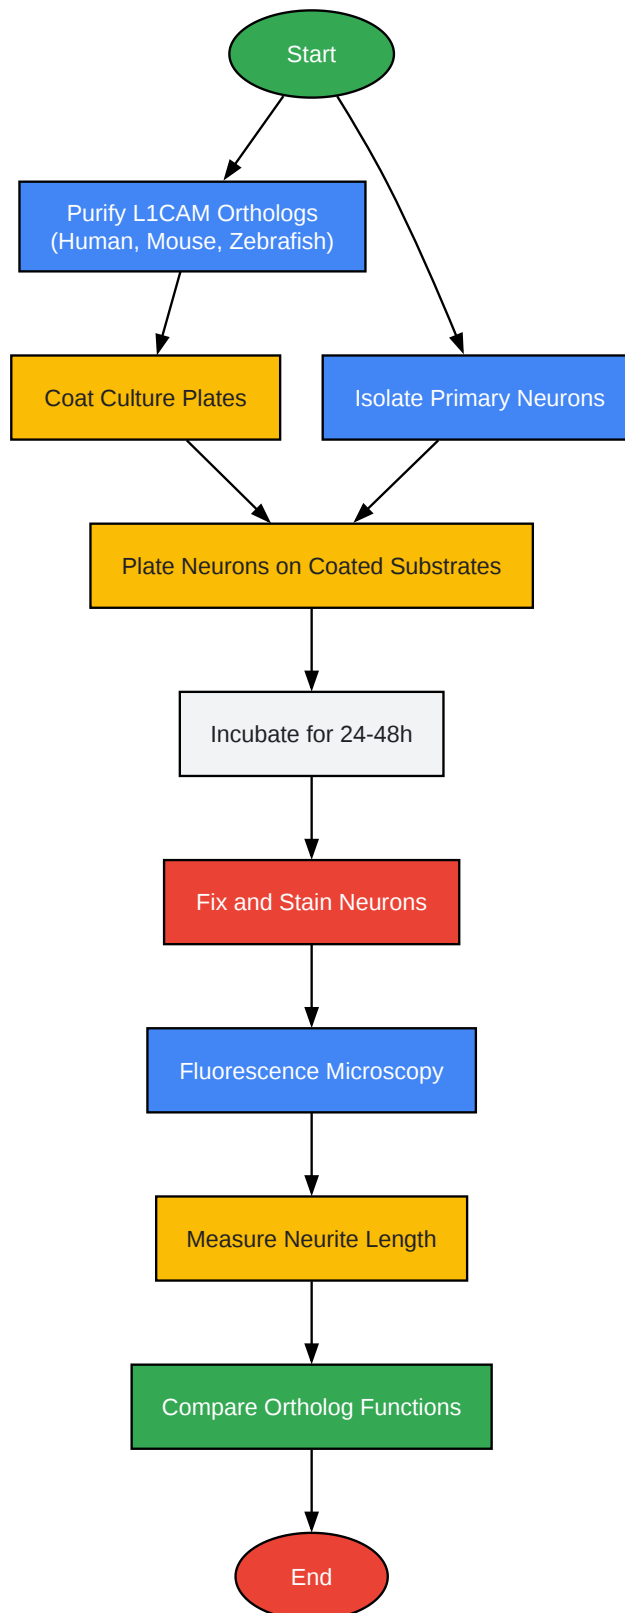 Start
Purify L1CAM Orthologs
(Human, Mouse, Zebrafish)
Coat Culture Plates
Isolate Primary Neurons
Plate Neurons on Coated Substrates
Incubate for 24-48h
Fix and Stain Neurons
Fluorescence Microscopy
Measure Neurite Length
Compare Ortholog Functions
End